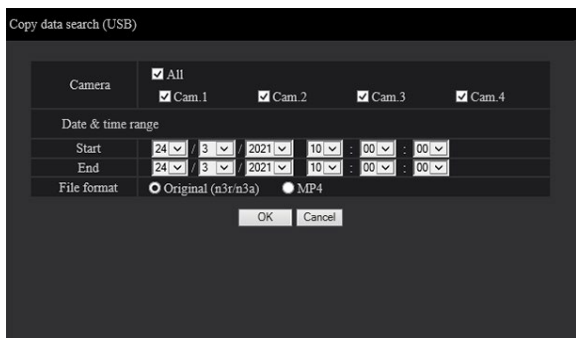 Copy data search (USB)
Camera
All
Cam.1 Cam.2 Cam.3 Cam.4
Date & time range
Start 24 / 3 / 2021 10 : 00 : 00
End 24 / 3 / 2021 10 : 00 : 00
File format Original (n3r/n3a) MP4
OK Cancel